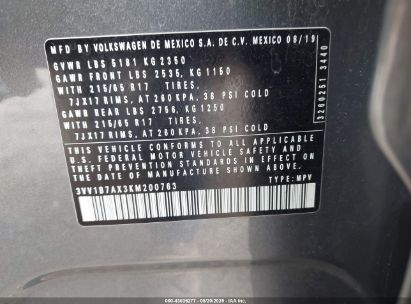 MFD BY VOLKSWAGEN DE MEXICO S.A. DE C.V. MEXICO 08/19
GVWR LBS 5181 KG 2350
GAWR FRONT LBS 2535, KG 1150
WITH 215/65 R17 TIRES,
7JX17 RIMS, AT 260 KPA, 38 PSI COLD
GAWR REAR LBS 2756, KG 1250
WITH 215/65 R17 TIRES,
7JX17 RIMS, AT 260 KPA, 38 PSI COLD
THIS VEHICLE CONFORMS TO ALL APPLICABLE
U.S. FEDERAL MOTOR VEHICLE SAFETY AND
THEFT PREVENTION STANDARDS IN EFFECT ON
THE DATE OF MANUFACTURE SHOWN ABOVE.
3VV1B7AX3KM200763 TYPE: MPV
3200251 3440